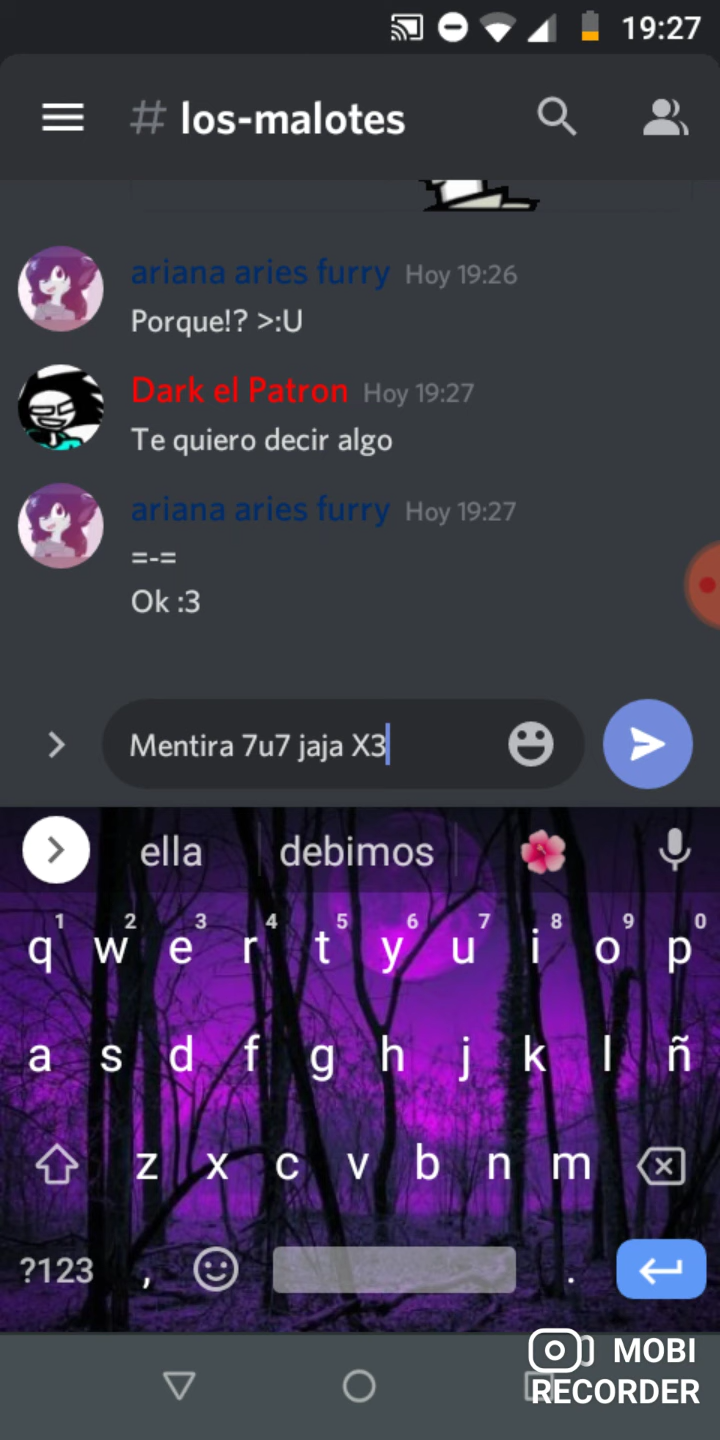 19:27
# los-malotes
ariana aries furry Hoy 19:26
Porque!? >:U
Dark el Patron Hoy 19:27
Te quiero decir algo
ariana aries furry Hoy 19:27
=-=
Ok :3
Mentira 7u7 jaja X3
ella debimos 🌺
1 2 3 4 5 6 7 8 9 0
q w e r t y u i o p
a s d f g h j k l ñ
z x c v b n m
?123 , .
MOBI
RECORDER